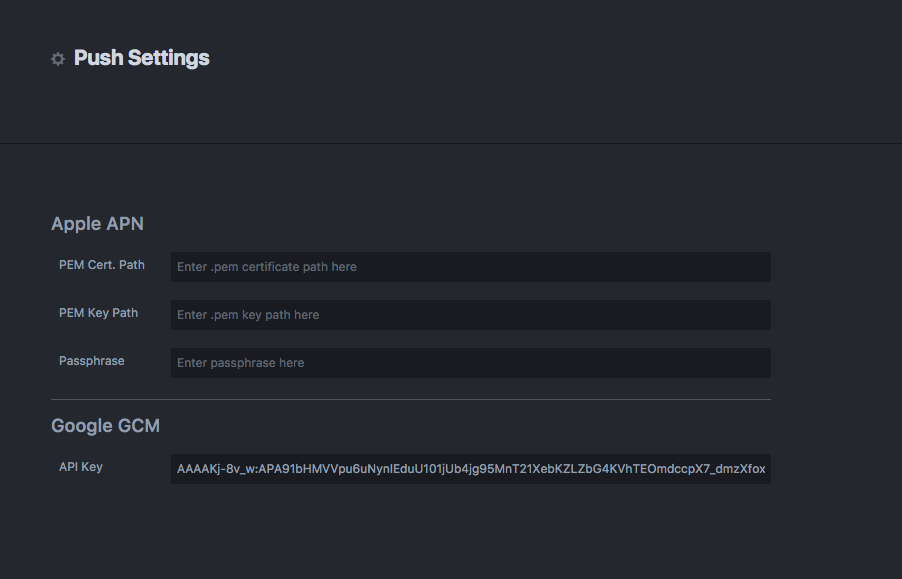 Push Settings
Apple APN
PEM Cert. Path
Enter .pem certificate path here
PEM Key Path
Enter .pem key path here
Passphrase
Enter passphrase here
Google GCM
API Key
AAAAKj-8v_w:APA91bHMVVpu6uNynIEduU101jUb4jg95MnT21XebKZLZbG4KVhTEOmdccpX7_dmzXfox